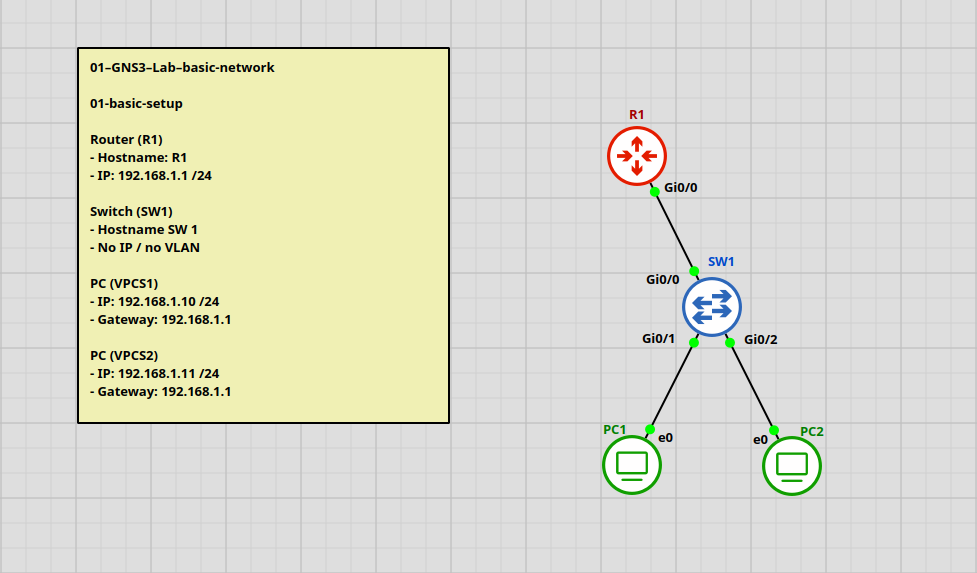 01–GNS3–Lab–basic-network
01-basic-setup
Router (R1)
- Hostname: R1
- IP: 192.168.1.1 /24
Switch (SW1)
- Hostname SW 1
- No IP / no VLAN
PC (VPCS1)
- IP: 192.168.1.10 /24
- Gateway: 192.168.1.1
PC (VPCS2)
- IP: 192.168.1.11 /24
- Gateway: 192.168.1.1
R1
Gi0/0
SW1
Gi0/0
Gi0/1
Gi0/2
PC1
e0
e0
PC2